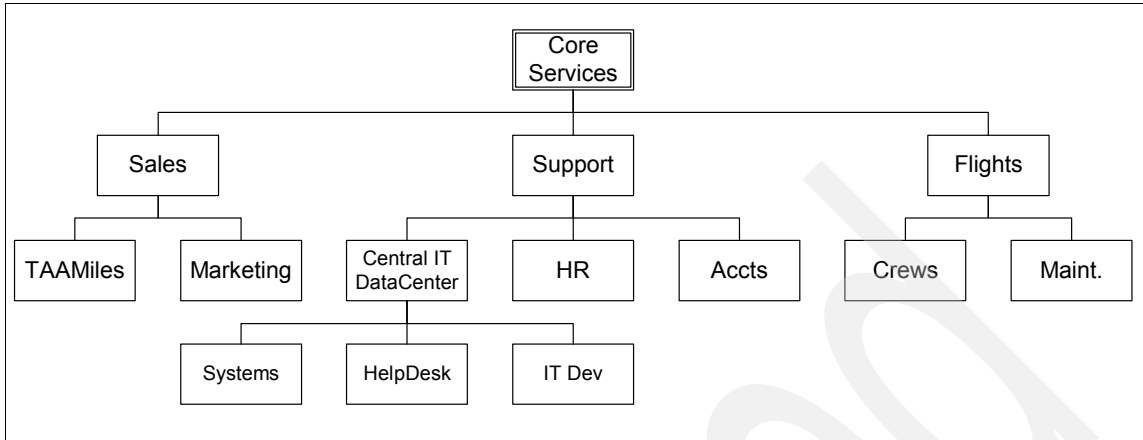 Core
Services
Sales
Support
Flights
TAAMiles
Marketing
Central IT
DataCenter
HR
Accts
Crews
Maint.
Systems
HelpDesk
IT Dev